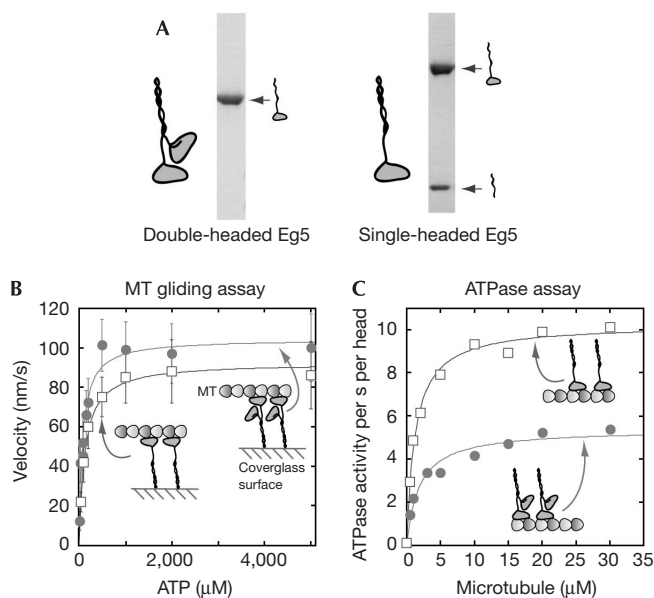 A
Double-headed Eg5
Single-headed Eg5
B
MT gliding assay
120
100
80
60
40
20
0
Velocity (nm/s)
MT
Coverglass
surface
0
2,000
4,000
ATP (µM)
C
ATPase assay
10
8
6
4
2
0
ATPase activity per s per head
0
5
10
15
20
25
30
35
Microtubule (µM)